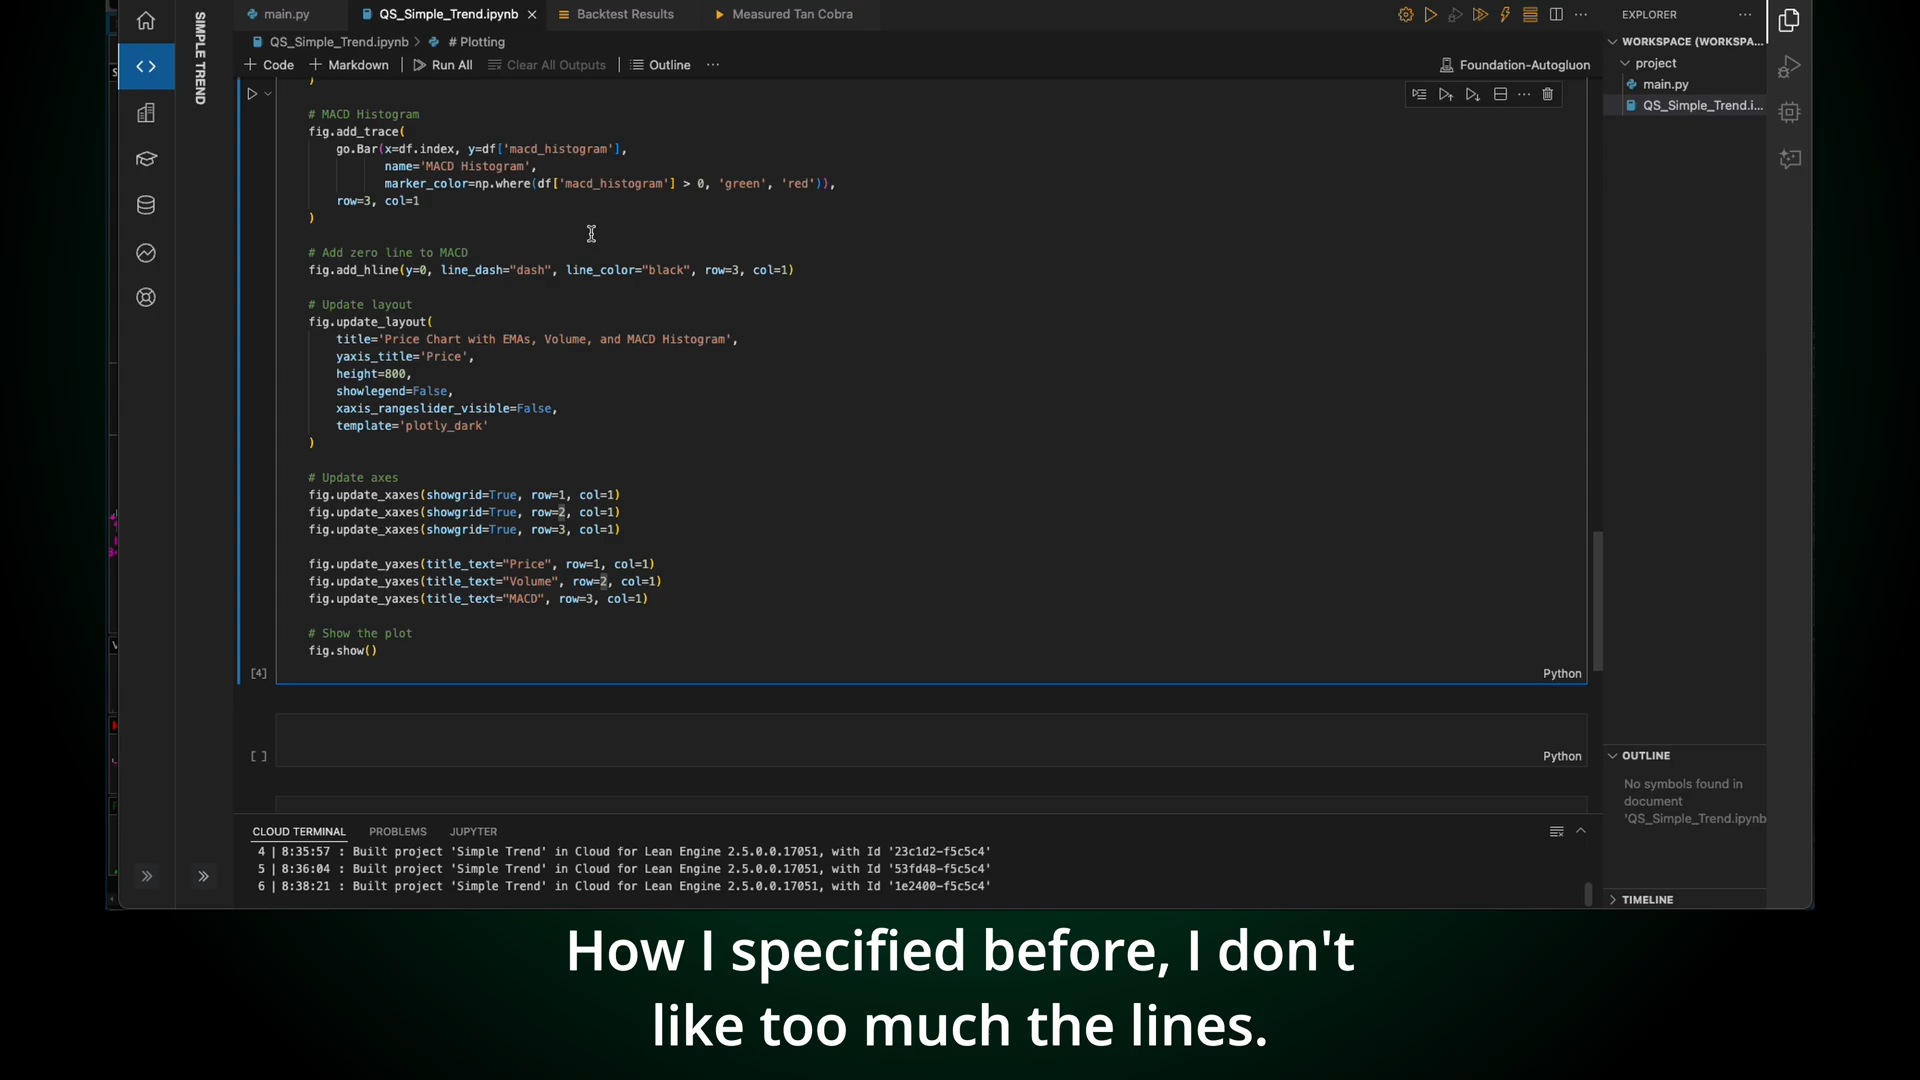 main.py
QS_Simple_Trend.ipynb
Backtest Results
Measured Tan Cobra
EXPLORER
SIMPLE TREND
QS_Simple_Trend.ipynb > # Plotting
WORKSPACE (WORKSPA...
+ Code + Markdown Run All Clear All Outputs Outline ...
Foundation-Autogluon
project
main.py
QS_Simple_Trend.i...
)
# MACD Histogram
fig.add_trace(
go.Bar(x=df.index, y=df['macd_histogram'],
name='MACD Histogram',
marker_color=np.where(df['macd_histogram'] > 0, 'green', 'red')),
row=3, col=1
)
# Add zero line to MACD
fig.add_hline(y=0, line_dash="dash", line_color="black", row=3, col=1)
# Update layout
fig.update_layout(
title='Price Chart with EMAs, Volume, and MACD Histogram',
yaxis_title='Price',
height=800,
showlegend=False,
xaxis_rangeslider_visible=False,
template='plotly_dark'
)
# Update axes
fig.update_xaxes(showgrid=True, row=1, col=1)
fig.update_xaxes(showgrid=True, row=2, col=1)
fig.update_xaxes(showgrid=True, row=3, col=1)
fig.update_yaxes(title_text="Price", row=1, col=1)
fig.update_yaxes(title_text="Volume", row=2, col=1)
fig.update_yaxes(title_text="MACD", row=3, col=1)
# Show the plot
fig.show()
[4]
Python
[ ]
Python
OUTLINE
No symbols found in
document
'QS_Simple_Trend.ipynb
TIMELINE
CLOUD TERMINAL PROBLEMS JUPYTER
4 | 8:35:57 : Built project 'Simple Trend' in Cloud for Lean Engine 2.5.0.0.17051, with Id '23c1d2-f5c5c4'
5 | 8:36:04 : Built project 'Simple Trend' in Cloud for Lean Engine 2.5.0.0.17051, with Id '53fd48-f5c5c4'
6 | 8:38:21 : Built project 'Simple Trend' in Cloud for Lean Engine 2.5.0.0.17051, with Id '1e2400-f5c5c4'
How I specified before, I don't
like too much the lines.